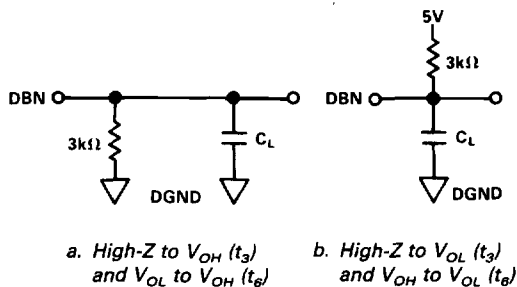 5V
3kΩ
DBN
DBN
3kΩ
C_L
C_L
DGND
DGND
a. High-Z to V_OH (t_3)
and V_OL to V_OH (t_6)
b. High-Z to V_OL (t_3)
and V_OH to V_OL (t_6)